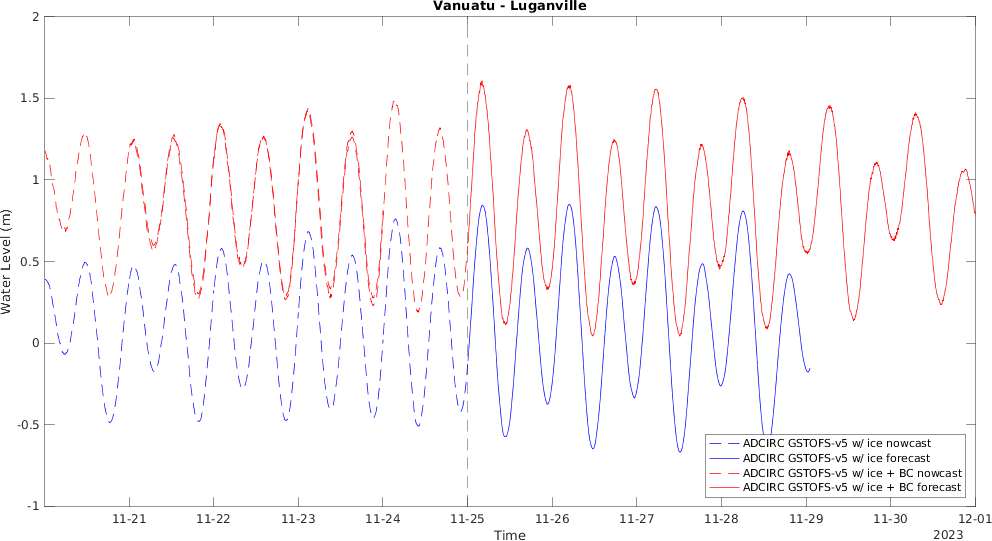 Vanuatu - Luganville
Water Level (m)
2
1.5
1
0.5
0
-0.5
-1
11-21
11-22
11-23
11-24
11-25
11-26
11-27
11-28
11-29
11-30
12-01
Time
2023
ADCIRC GSTOFS-v5 w/ ice nowcast
ADCIRC GSTOFS-v5 w/ ice forecast
ADCIRC GSTOFS-v5 w/ ice + BC nowcast
ADCIRC GSTOFS-v5 w/ ice + BC forecast